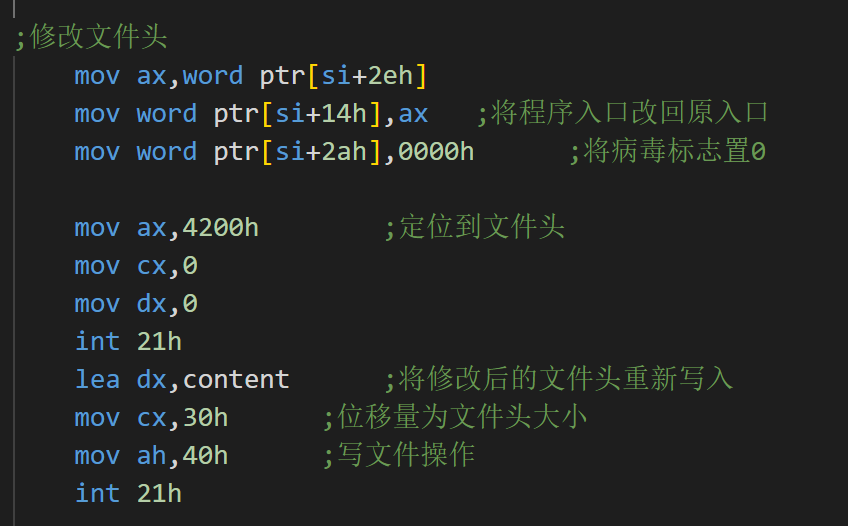 ;修改文件头
mov ax,word ptr[si+2eh]
mov word ptr[si+14h],ax ;将程序入口改回原入口
mov word ptr[si+2ah],0000h ;将病毒标志置0
mov ax,4200h ;定位到文件头
mov cx,0
mov dx,0
int 21h
lea dx,content ;将修改后的文件头重新写入
mov cx,30h ;位移量为文件头大小
mov ah,40h ;写文件操作
int 21h